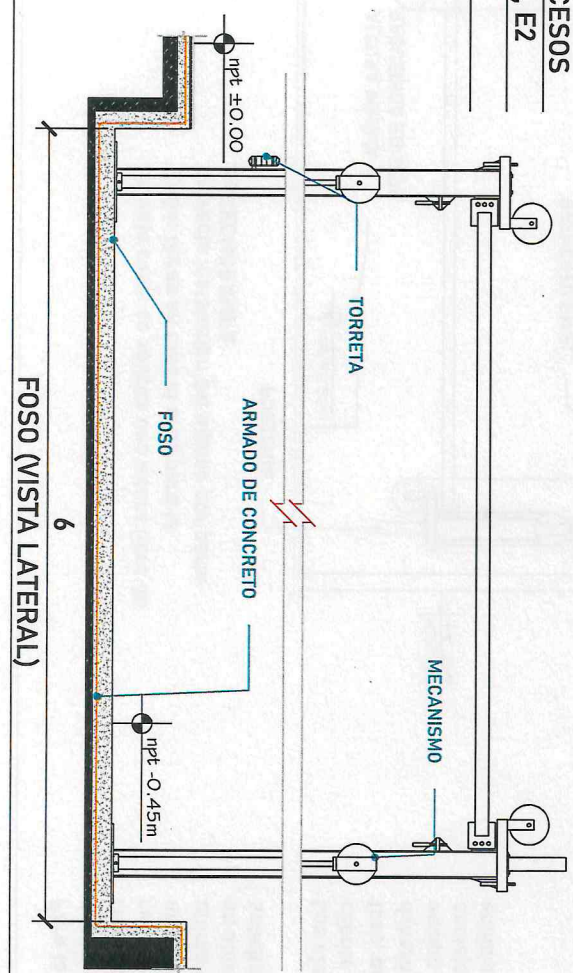 CESOS
, E2
npt ±0.00
TORRETA
FOSO
ARMADO DE CONCRETO
MECANISMO
npt -0.45m
6
FOSO (VISTA LATERAL)